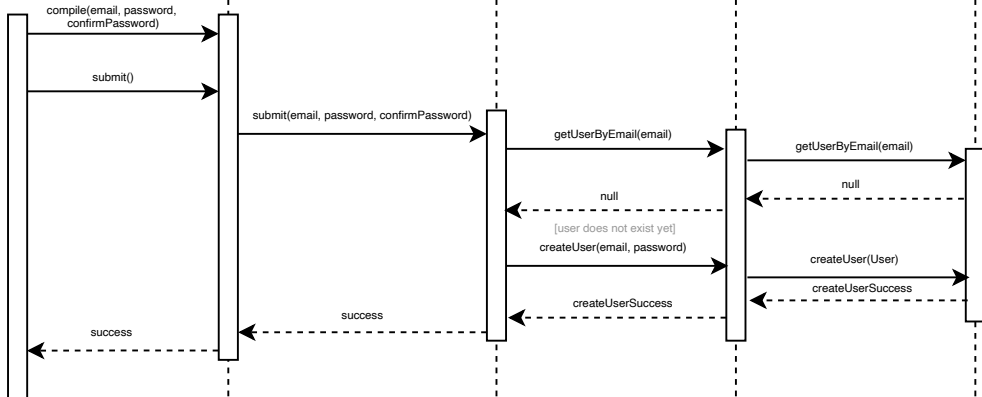 compile(email, password,
confirmPassword)
submit()
submit(email, password, confirmPassword)
getUserByEmail(email)
getUserByEmail(email)
null
null
[user does not exist yet]
createUser(email, password)
createUser(User)
createUserSuccess
createUserSuccess
success
success